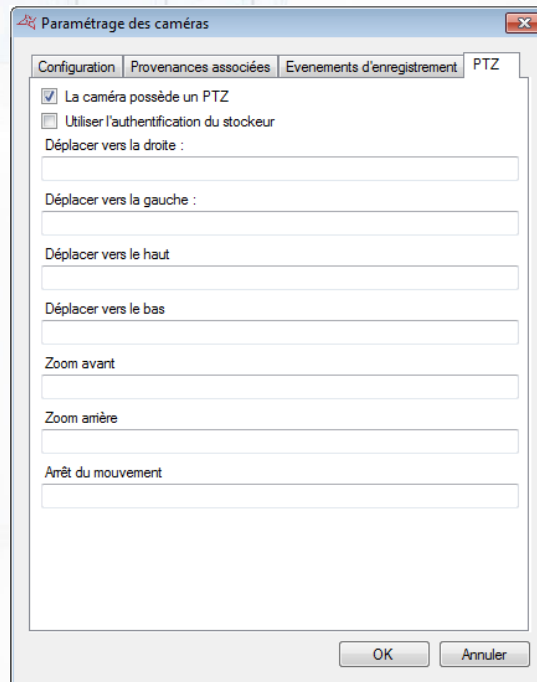 Paramétrage des caméras
Configuration Provenances associées Evenements d'enregistrement PTZ
La caméra possède un PTZ
Utiliser l'authentification du stockeur
Déplacer vers la droite :
Déplacer vers la gauche :
Déplacer vers le haut
Déplacer vers le bas
Zoom avant
Zoom arrière
Arrêt du mouvement
OK Annuler